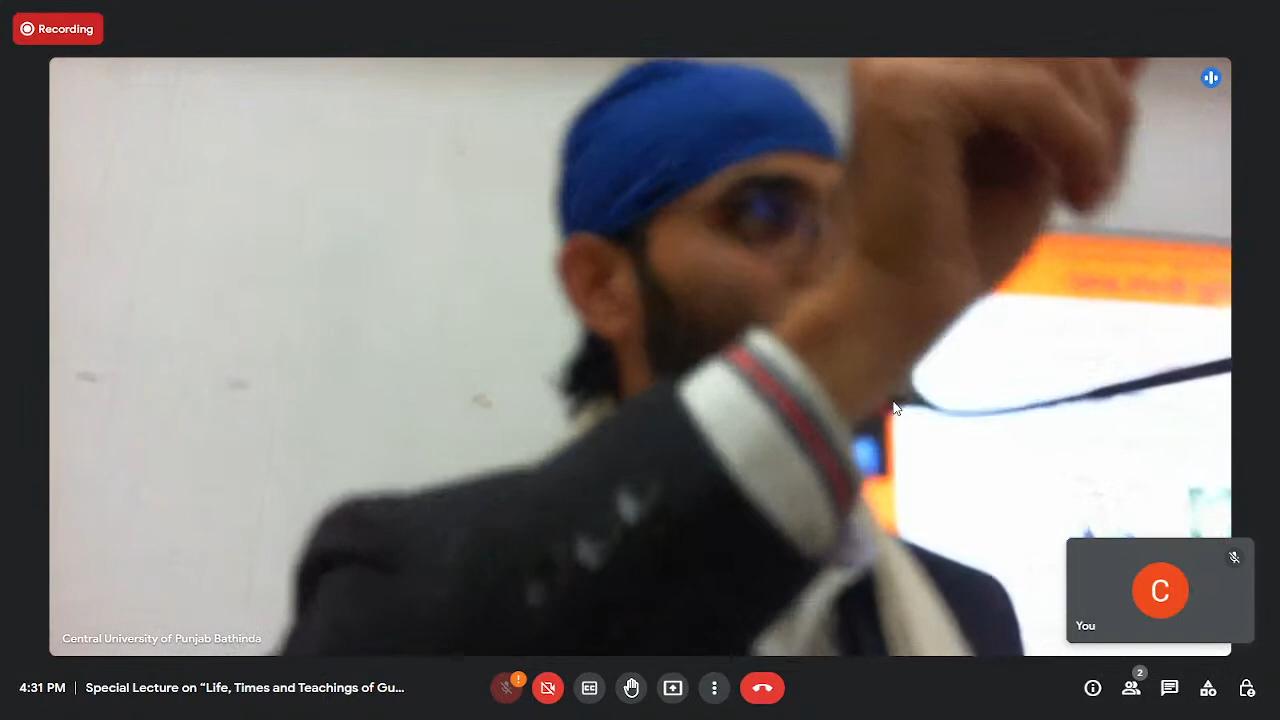 Recording
Central University of Punjab Bathinda
C
You
4:31 PM | Special Lecture on “Life, Times and Teachings of Gu...
2